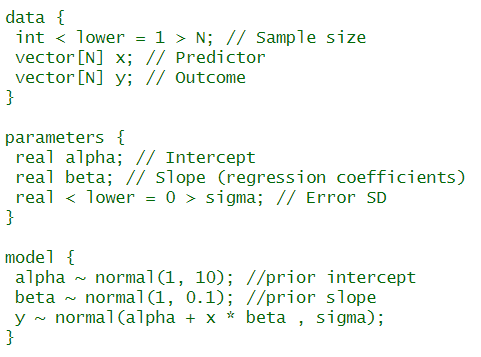 data {
int < lower = 1 > N; // Sample size
vector[N] x; // Predictor
vector[N] y; // Outcome
}
parameters {
real alpha; // Intercept
real beta; // Slope (regression coefficients)
real < lower = 0 > sigma; // Error SD
}
model {
alpha ~ normal(1, 10); //prior intercept
beta ~ normal(1, 0.1); //prior slope
y ~ normal(alpha + x * beta , sigma);
}